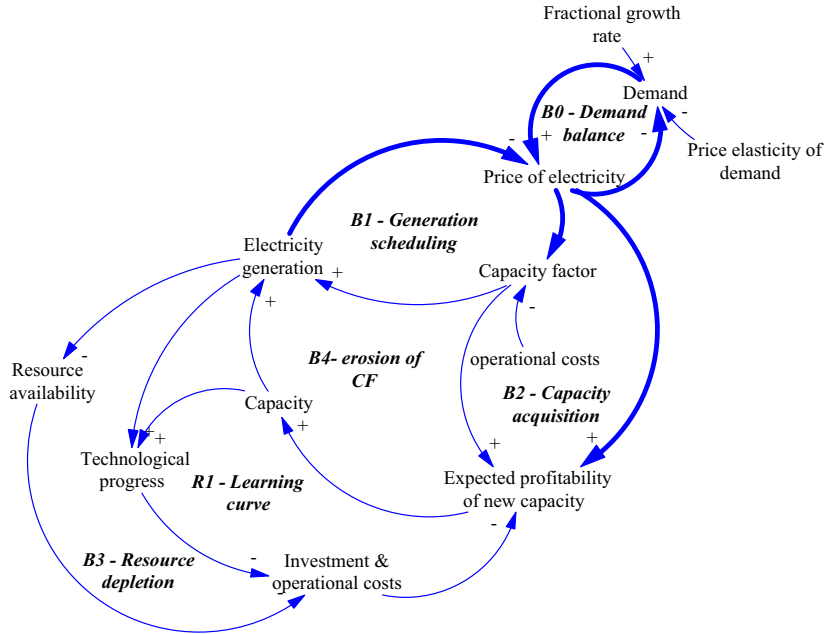 Fractional growth
rate
+
Demand
B0 - Demand
balance
-
-
+
-
Price elasticity of
demand
Price of electricity
B1 - Generation
scheduling
Electricity
generation
+
Capacity factor
+
-
operational costs
B4- erosion of
CF
-
Resource
availability
B2 - Capacity
acquisition
Capacity
+
+
+
+
+
Technological
progress
Expected profitability
of new capacity
R1 - Learning
curve
-
B3 - Resource
depletion
-
Investment &
operational costs
-